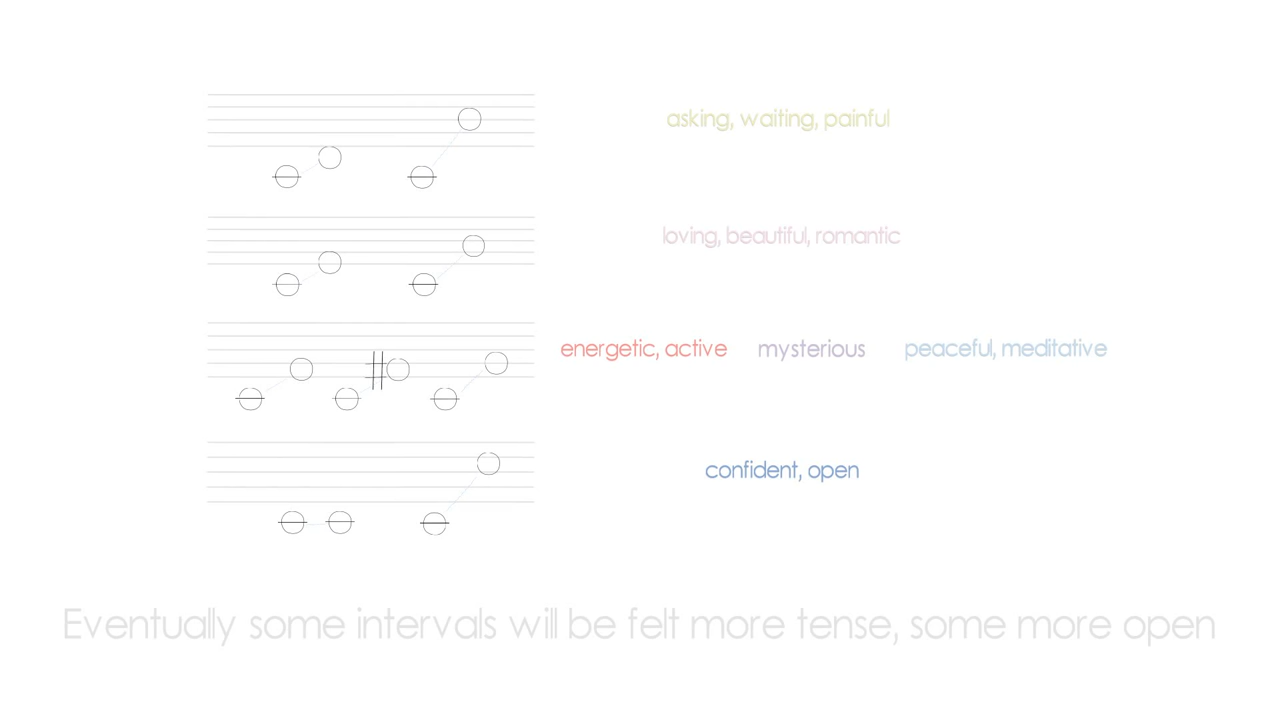 asking, waiting, painful
loving, beautiful, romantic
energetic, active mysterious peaceful, meditative
confident, open
Eventually some intervals will be felt more tense, some more open